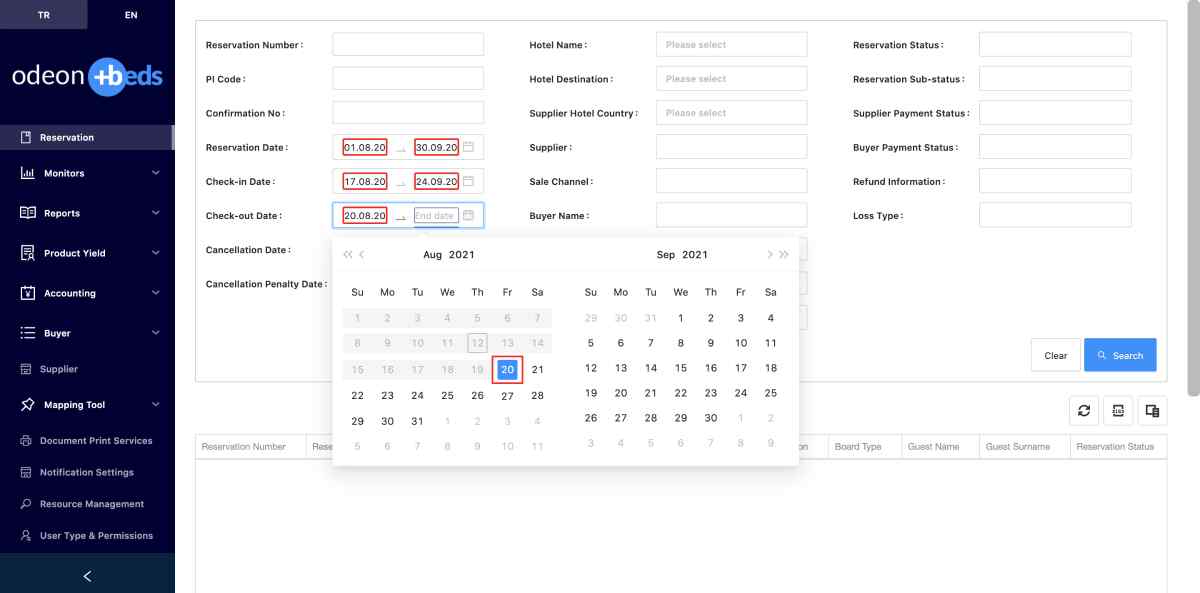 TR EN
odeon +beds
Reservation
Monitors
Reports
Product Yield
Accounting
Buyer
Supplier
Mapping Tool
Document Print Services
Notification Settings
Resource Management
User Type & Permissions
Reservation Number : Hotel Name : Please select Reservation Status :
PI Code : Hotel Destination : Please select Reservation Sub-status :
Confirmation No : Supplier Hotel Country : Please select Supplier Payment Status :
Reservation Date : 01.08.20 → 30.09.20 Supplier : Buyer Payment Status :
Check-in Date : 17.08.20 → 24.09.20 Sale Channel : Refund Information :
Check-out Date : 20.08.20 → End date Buyer Name : Loss Type :
Cancellation Date :
Cancellation Penalty Date :
Aug 2021 Sep 2021
Su Mo Tu We Th Fr Sa Su Mo Tu We Th Fr Sa
1 2 3 4 5 6 7 29 30 31 1 2 3 4
8 9 10 11 12 13 14 5 6 7 8 9 10 11
15 16 17 18 19 20 21 12 13 14 15 16 17 18
22 23 24 25 26 27 28 19 20 21 22 23 24 25
29 30 31 1 2 3 4 26 27 28 29 30 1 2
5 6 7 8 9 10 11 3 4 5 6 7 8 9
Clear Search
Reservation Number Rese on Board Type Guest Name Guest Surname Reservation Status